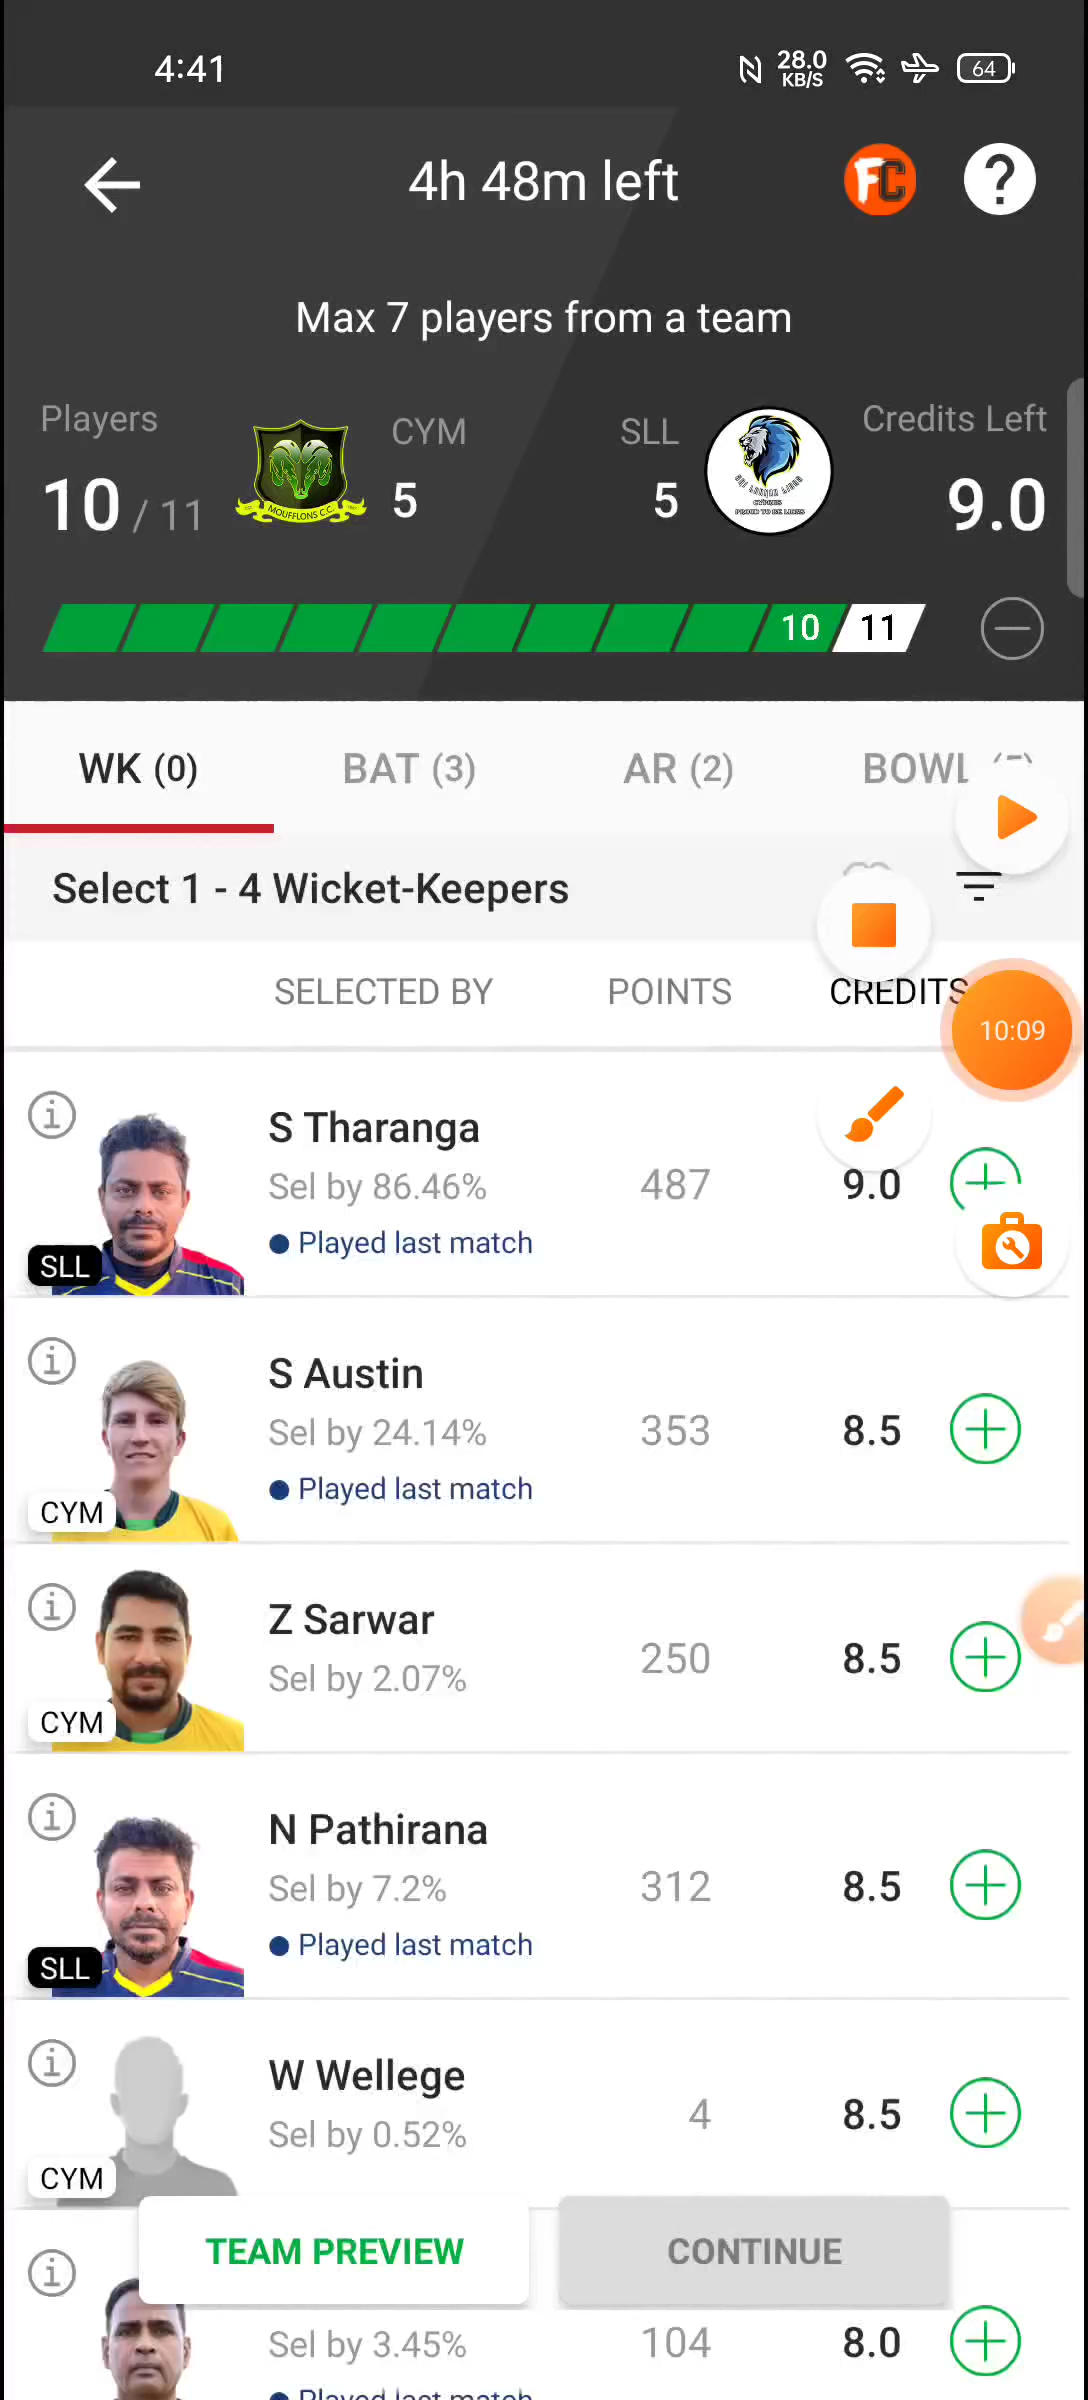 4:41
28.0
KB/S
64
4h 48m left
FC
?
Max 7 players from a team
Players
10 / 11
MOUFFLONS C.C.
CYM
5
SLL
5
Credits Left
9.0
10
11
WK (0)
BAT (3)
AR (2)
BOWL
Select 1 - 4 Wicket-Keepers
SELECTED BY
POINTS
CREDITS
10:09
S Tharanga
Sel by 86.46%
487
9.0
Played last match
SLL
S Austin
Sel by 24.14%
353
8.5
Played last match
CYM
Z Sarwar
Sel by 2.07%
250
8.5
CYM
N Pathirana
Sel by 7.2%
312
8.5
Played last match
SLL
W Wellege
Sel by 0.52%
4
8.5
CYM
TEAM PREVIEW
CONTINUE
Sel by 3.45%
104
8.0
Played last match